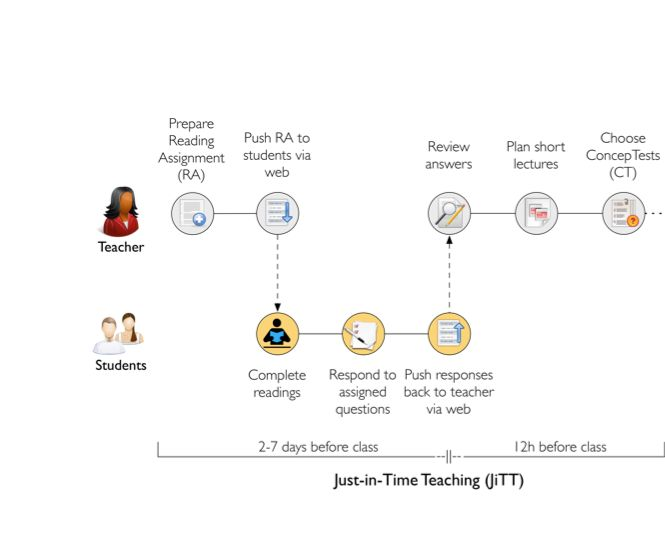 Prepare
Reading
Assignment
(RA)
Push RA to
students via
web
Review
answers
Plan short
lectures
Choose
ConcepTests
(CT)
Teacher
Students
Complete
readings
Respond to
assigned
questions
Push responses
back to teacher
via web
2-7 days before class
12h before class
Just-in-Time Teaching (JiTT)